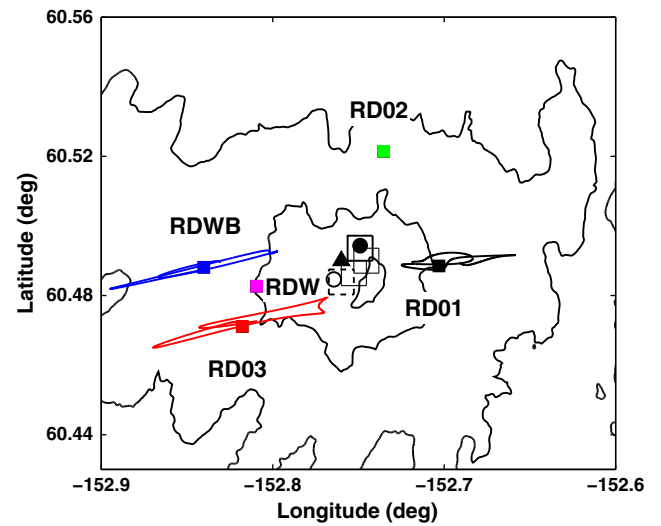 60.56
60.52
60.48
60.44
Latitude (deg)
RD02
RDWB
RDW
RD01
RD03
−152.9
−152.8
−152.7
−152.6
Longitude (deg)